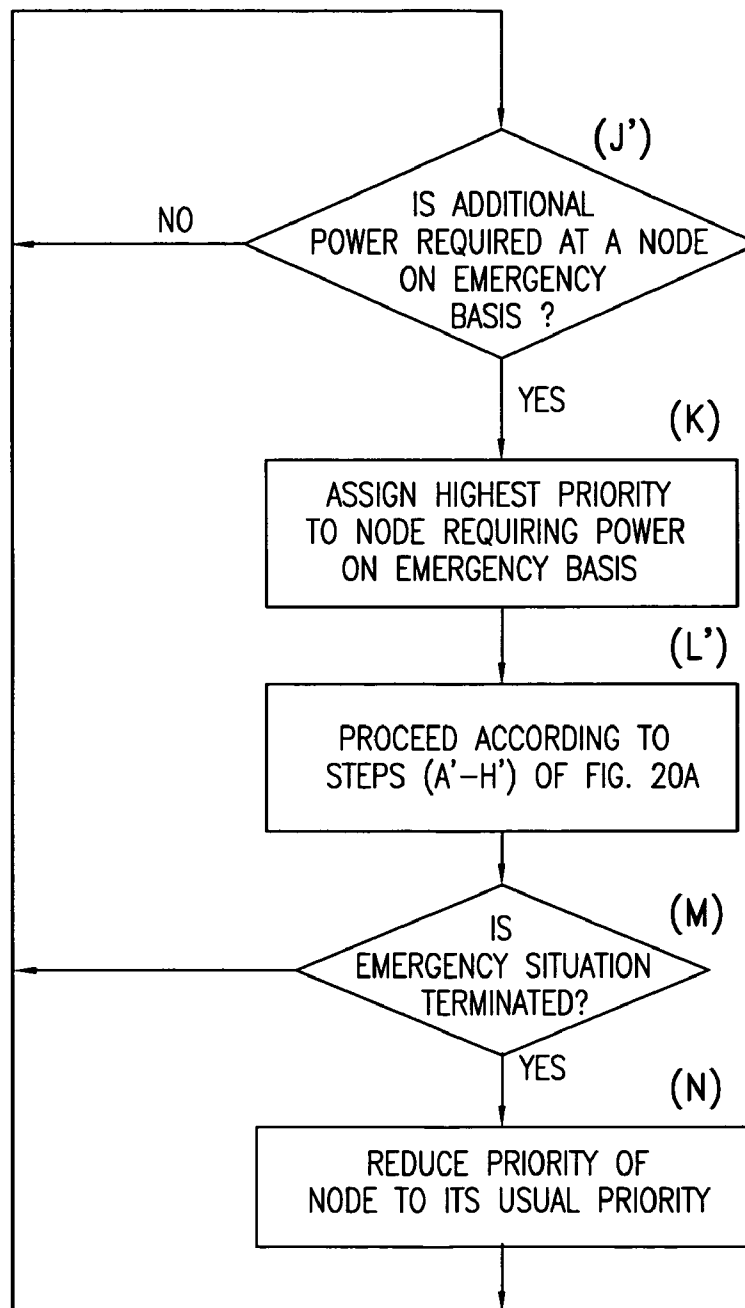 (J')
IS ADDITIONAL
POWER REQUIRED AT A NODE
ON EMERGENCY
BASIS ?
NO
YES
(K)
ASSIGN HIGHEST PRIORITY
TO NODE REQUIRING POWER
ON EMERGENCY BASIS
(L')
PROCEED ACCORDING TO
STEPS (A'-H') OF FIG. 20A
(M)
IS
EMERGENCY SITUATION
TERMINATED?
YES
(N)
REDUCE PRIORITY OF
NODE TO ITS USUAL PRIORITY